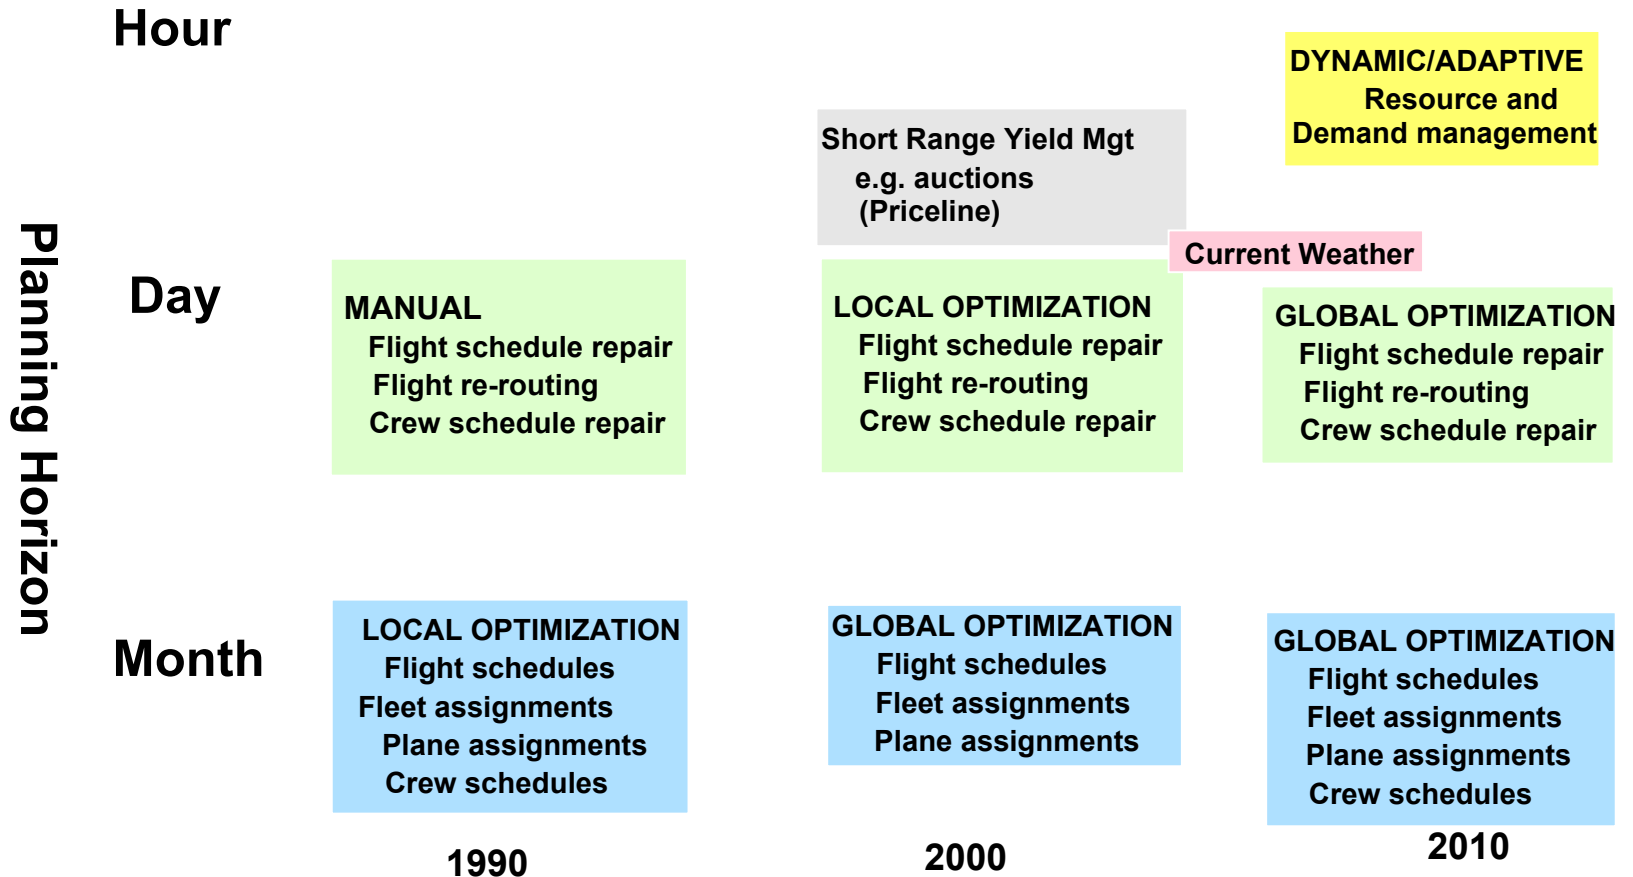 Hour
DYNAMIC/ADAPTIVE
Resource and
Demand management
Short Range Yield Mgt
e.g. auctions
(Priceline)
Current Weather
Planning Horizon
Day
MANUAL
Flight schedule repair
Flight re-routing
Crew schedule repair
LOCAL OPTIMIZATION
Flight schedule repair
Flight re-routing
Crew schedule repair
GLOBAL OPTIMIZATION
Flight schedule repair
Flight re-routing
Crew schedule repair
Month
LOCAL OPTIMIZATION
Flight schedules
Fleet assignments
Plane assignments
Crew schedules
GLOBAL OPTIMIZATION
Flight schedules
Fleet assignments
Plane assignments
GLOBAL OPTIMIZATION
Flight schedules
Fleet assignments
Plane assignments
Crew schedules
1990
2000
2010